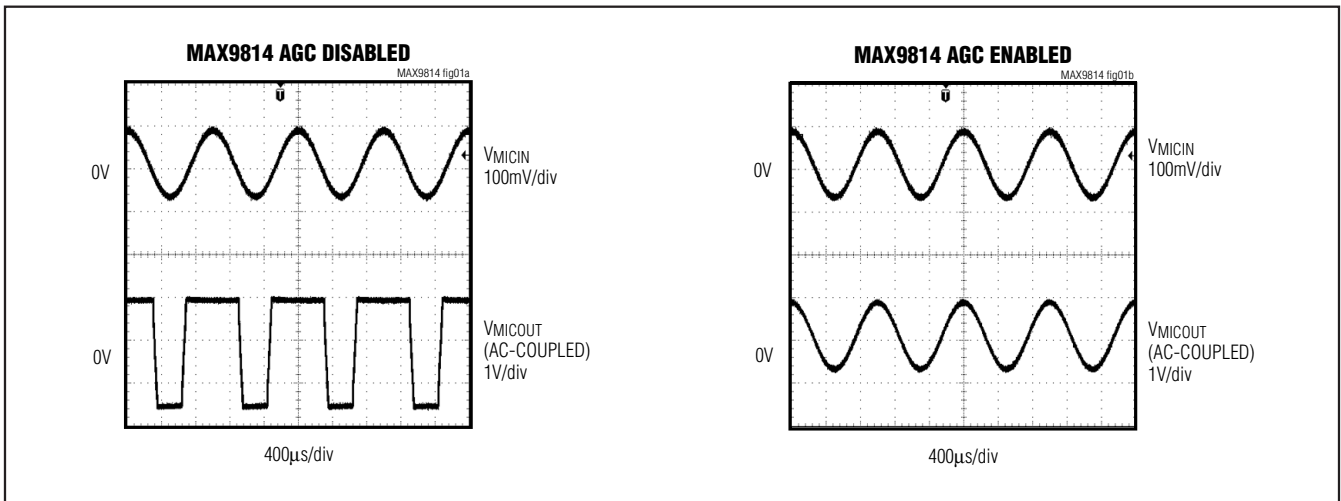 MAX9814 AGC DISABLED
MAX9814 fig01a
T
0V
VMICIN
100mV/div
0V
VMICOUT
(AC-COUPLED)
1V/div
400μs/div
MAX9814 AGC ENABLED
MAX9814 fig01b
T
0V
VMICIN
100mV/div
0V
VMICOUT
(AC-COUPLED)
1V/div
400μs/div